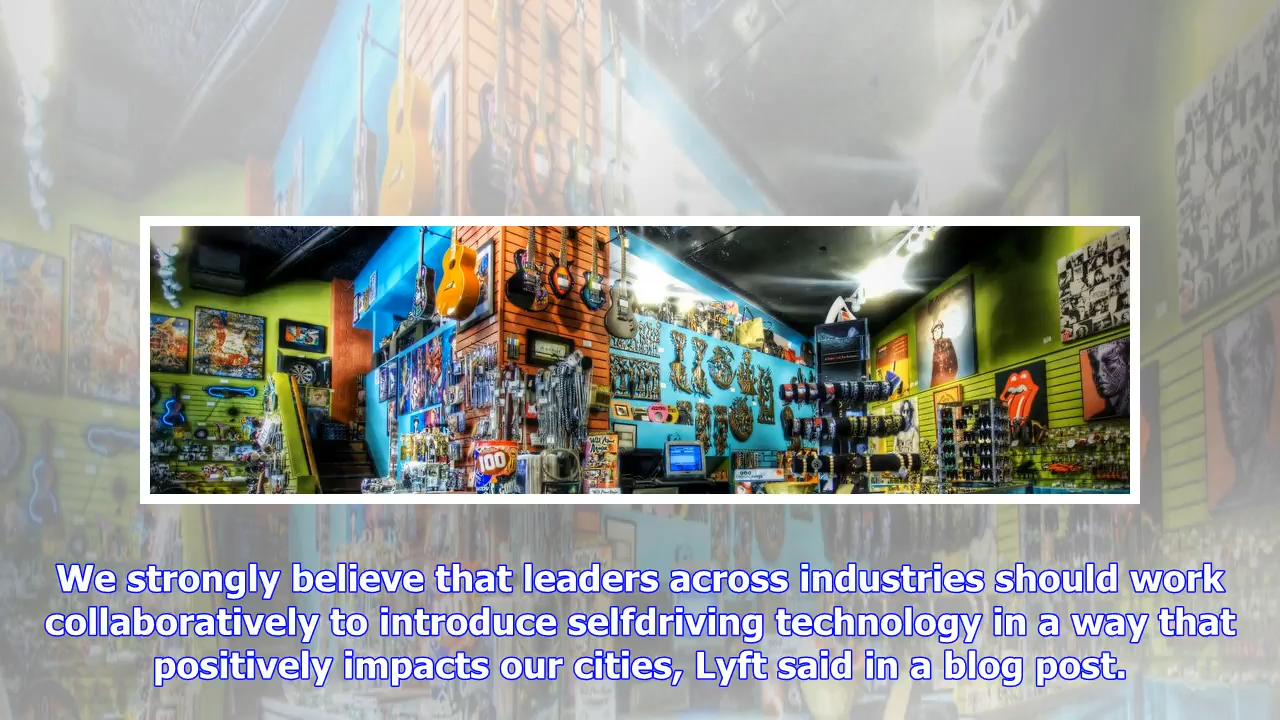 100
We strongly believe that leaders across industries should work
collaboratively to introduce selfdriving technology in a way that
positively impacts our cities, Lyft said in a blog post.